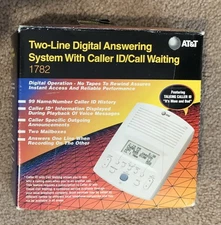 AT&T
Two-Line Digital Answering
System With Caller ID/Call Waiting
1782
Digital Operation - No Tapes To Rewind
Instant Access And Reliable Performance
Featuring
TALKING CALLER ID
99 Name/Number Caller ID History
Caller ID* Information Displayed
During Playback Of Voice Messages
Caller Specific Outgoing
Announcements
Two Mailboxes
Answers One Line When
Recording On The Other